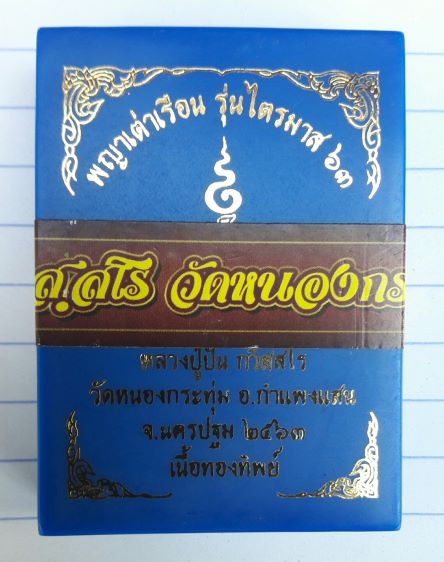 พญาเต่าเรือน รุ่นไตรมาส ๖๓
สฺสโร วัดหนองกร
หลวงปู่ปั่น กวิสฺสโร
วัดหนองกระทุ่ม อ.กำแพงแสน
จ.นครปฐม ๒๕๖๓
เนื้อทองทิพย์